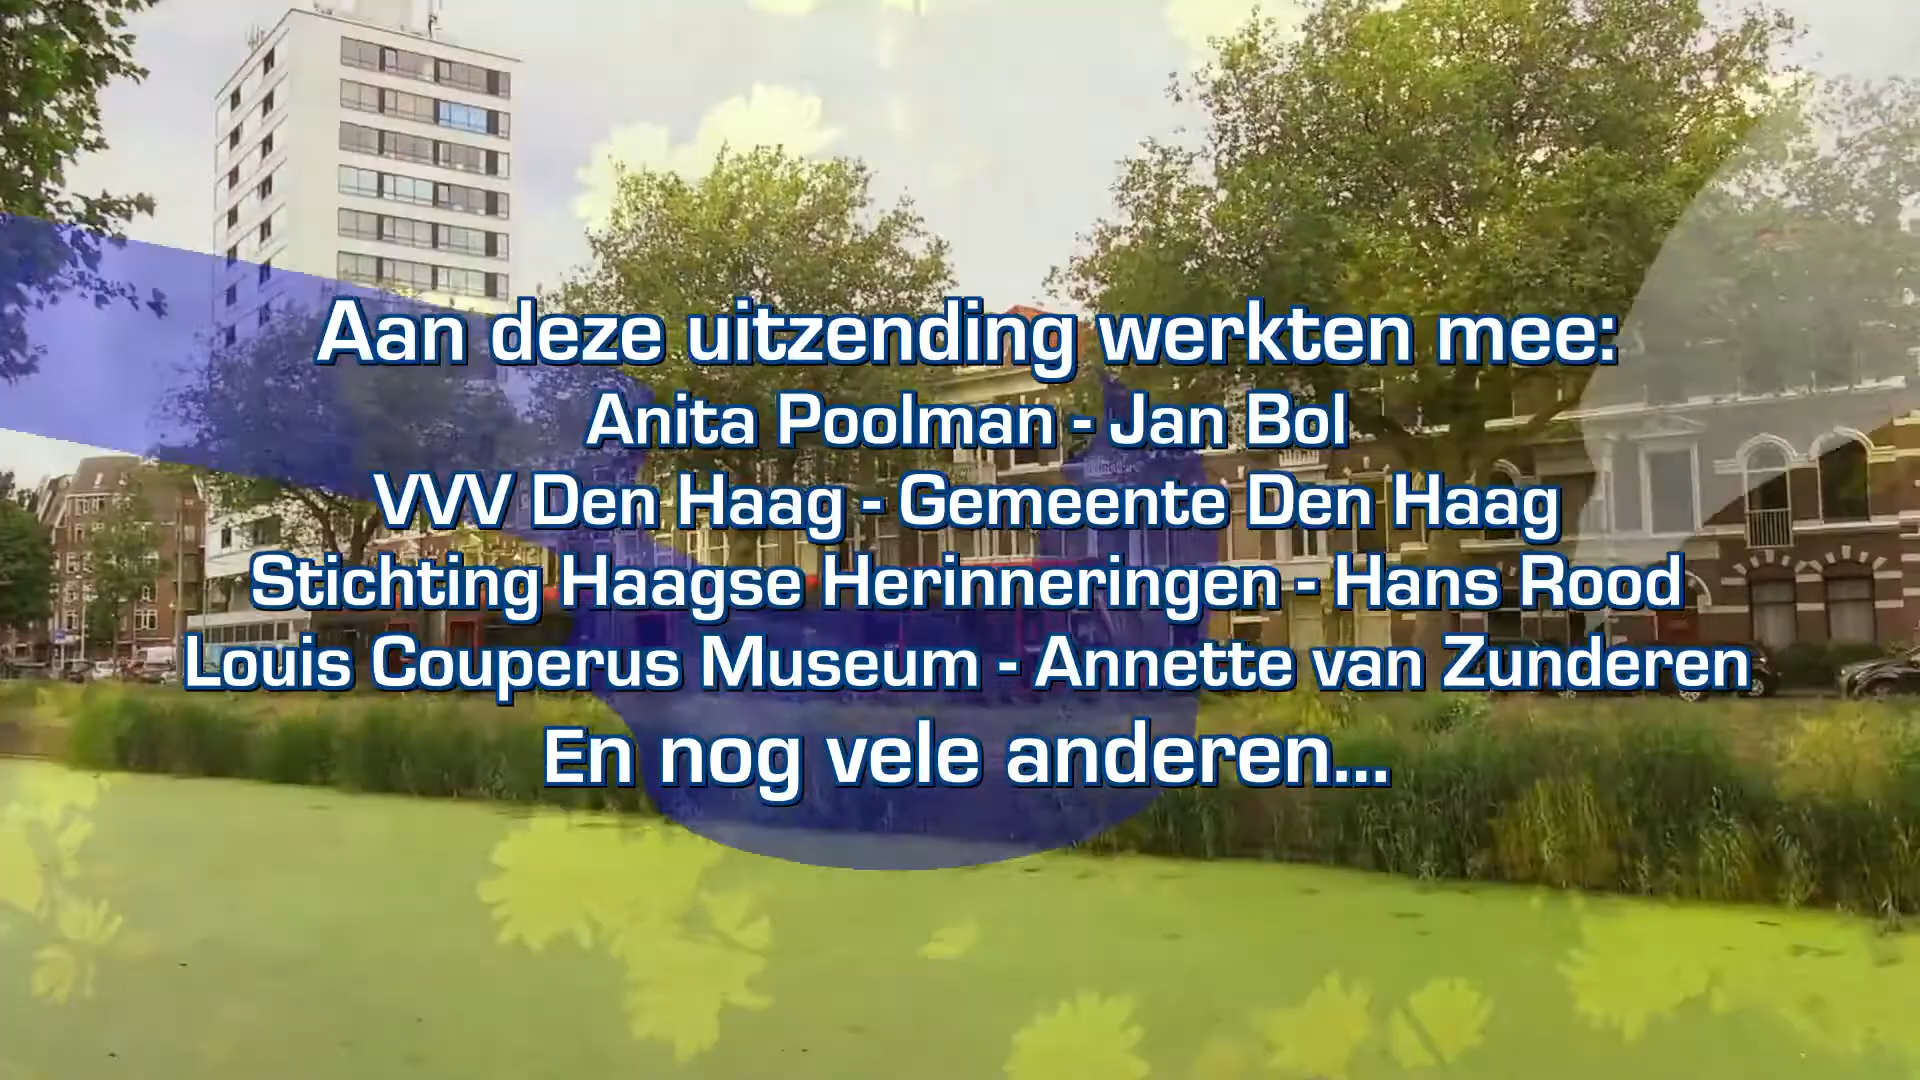 Aan deze uitzending werkten mee:
Anita Poolman - Jan Bol
VVV Den Haag - Gemeente Den Haag
Stichting Haagse Herinneringen - Hans Rood
Louis Couperus Museum - Annette van Zunderen
En nog vele anderen...